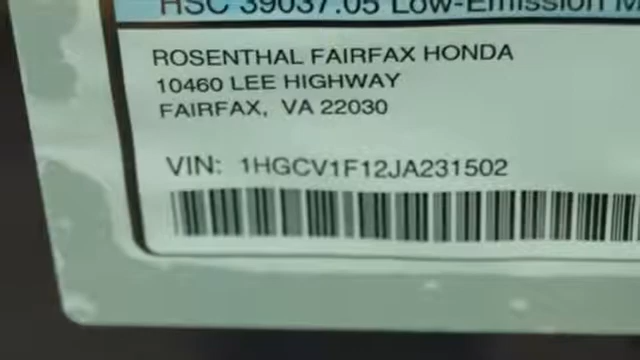 HSC 39037.05 Low-Emission M
ROSENTHAL FAIRFAX HONDA
10460 LEE HIGHWAY
FAIRFAX, VA 22030
VIN: 1HGCV1F12JA231502